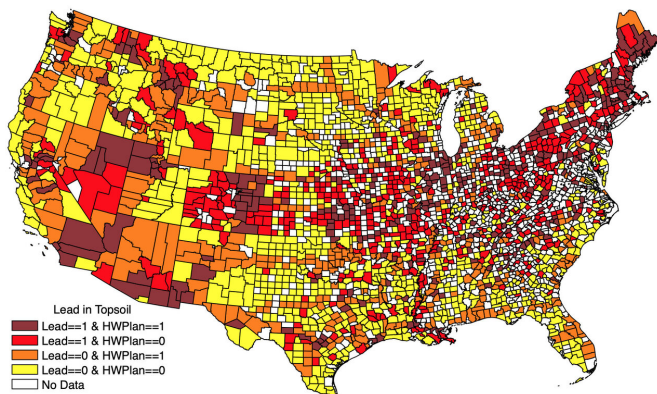 Lead in Topsoil
Lead==1 & HWPlan==1
Lead==1 & HWPlan==0
Lead==0 & HWPlan==1
Lead==0 & HWPlan==0
No Data